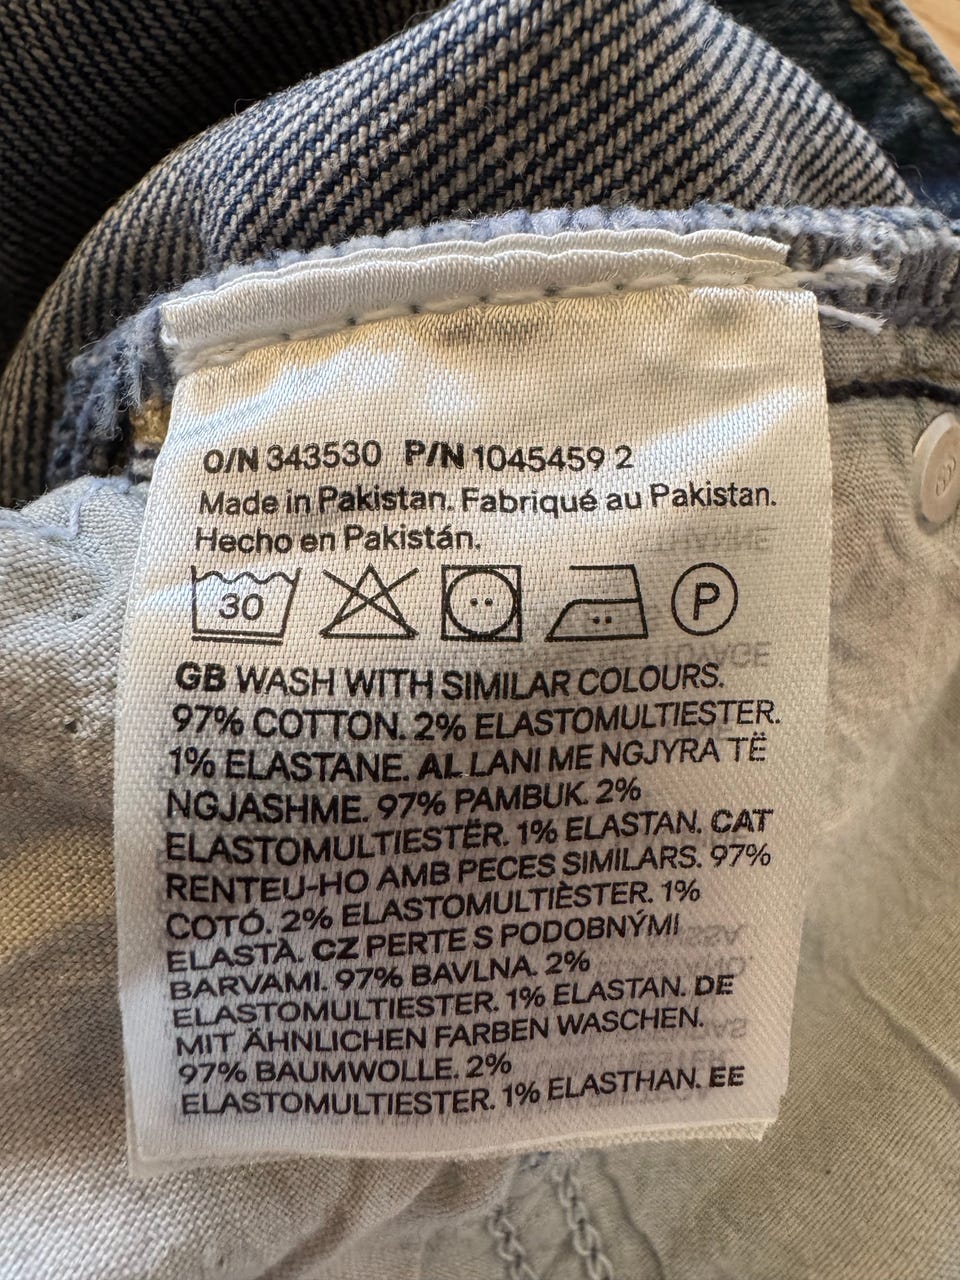 O/N 343530 P/N 1045459 2
Made in Pakistan. Fabriqué au Pakistan.
Hecho en Pakistán.
30 P
GB WASH WITH SIMILAR COLOURS.
97% COTTON. 2% ELASTOMULTIESTER.
1% ELASTANE. AL LANI ME NGJYRA TË
NGJASHME. 97% PAMBUK. 2%
ELASTOMULTIESTËR. 1% ELASTAN. CAT
RENTEU-HO AMB PECES SIMILARS. 97%
COTÓ. 2% ELASTOMULTIÈSTER. 1%
ELASTÀ. CZ PERTE S PODOBNÝMI
BARVAMI. 97% BAVLNA. 2%
ELASTOMULTIESTER. 1% ELASTAN. DE
MIT ÄHNLICHEN FARBEN WASCHEN.
97% BAUMWOLLE. 2%
ELASTOMULTIESTER. 1% ELASTHAN. EE